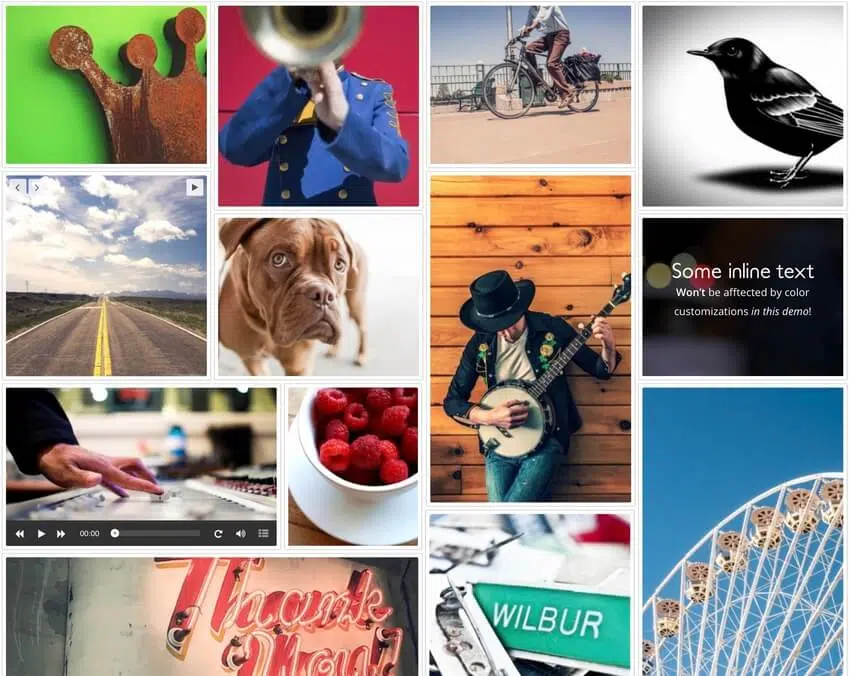 Some inline text
Won't be afftected by color
customizations in this demo!
00:00
WILBUR
Thank
You!